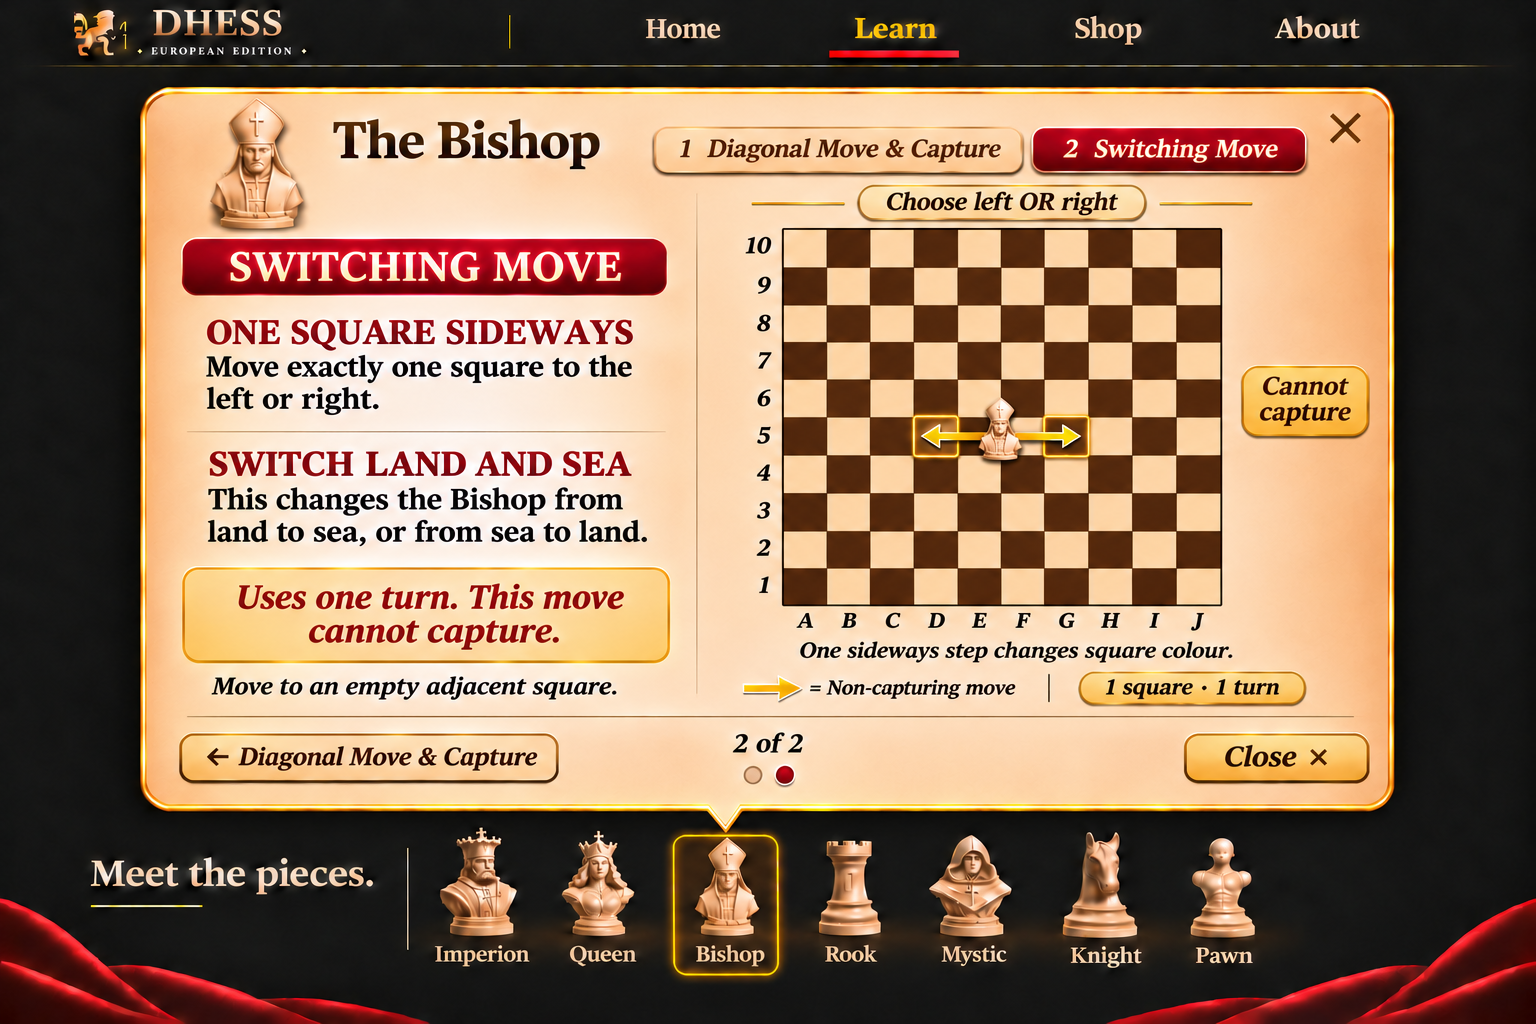 DHESS
EUROPEAN EDITION
Home
Learn
Shop
About
The Bishop
1 Diagonal Move & Capture
2 Switching Move
×
Choose left OR right
SWITCHING MOVE
ONE SQUARE SIDEWAYS
Move exactly one square to the
left or right.
SWITCH LAND AND SEA
This changes the Bishop from
land to sea, or from sea to land.
Uses one turn. This move
cannot capture.
Move to an empty adjacent square.
10
9
8
7
6
5
4
3
2
1
A B C D E F G H I J
Cannot
capture
One sideways step changes square colour.
= Non-capturing move
1 square · 1 turn
← Diagonal Move & Capture
2 of 2
Close ×
Meet the pieces.
Imperion
Queen
Bishop
Rook
Mystic
Knight
Pawn